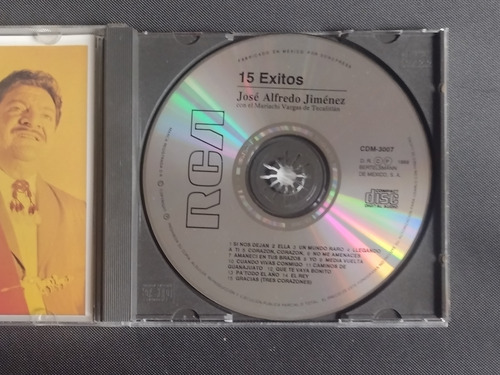 FABRICADO EN MEXICO POR
15 Exitos
José Alfredo Jiménez
con el Mariachi Vargas de Tecalitlán
RCA
CDM-3007
D. R. P 1984
BERTELSMANN
DE MEXICO, S. A.
COMPACT
disc
DIGITAL AUDIO
1 SI NOS DEJAN 2 ELLA 3 UN MUNDO RARO 4 LLEGANDO
A TI 5 CORAZON, CORAZON 6 NO ME AMENACES
7 AMANECI EN TUS BRAZOS 8 YO 9 MEDIA VUELTA
10 CUANDO VIVAS CONMIGO 11 CAMINOS DE
GUANAJUATO 12 QUE TE VAYA BONITO
13 PA'TODO EL AÑO 14 EL REY
15 GRACIAS (TRES CORAZONES)